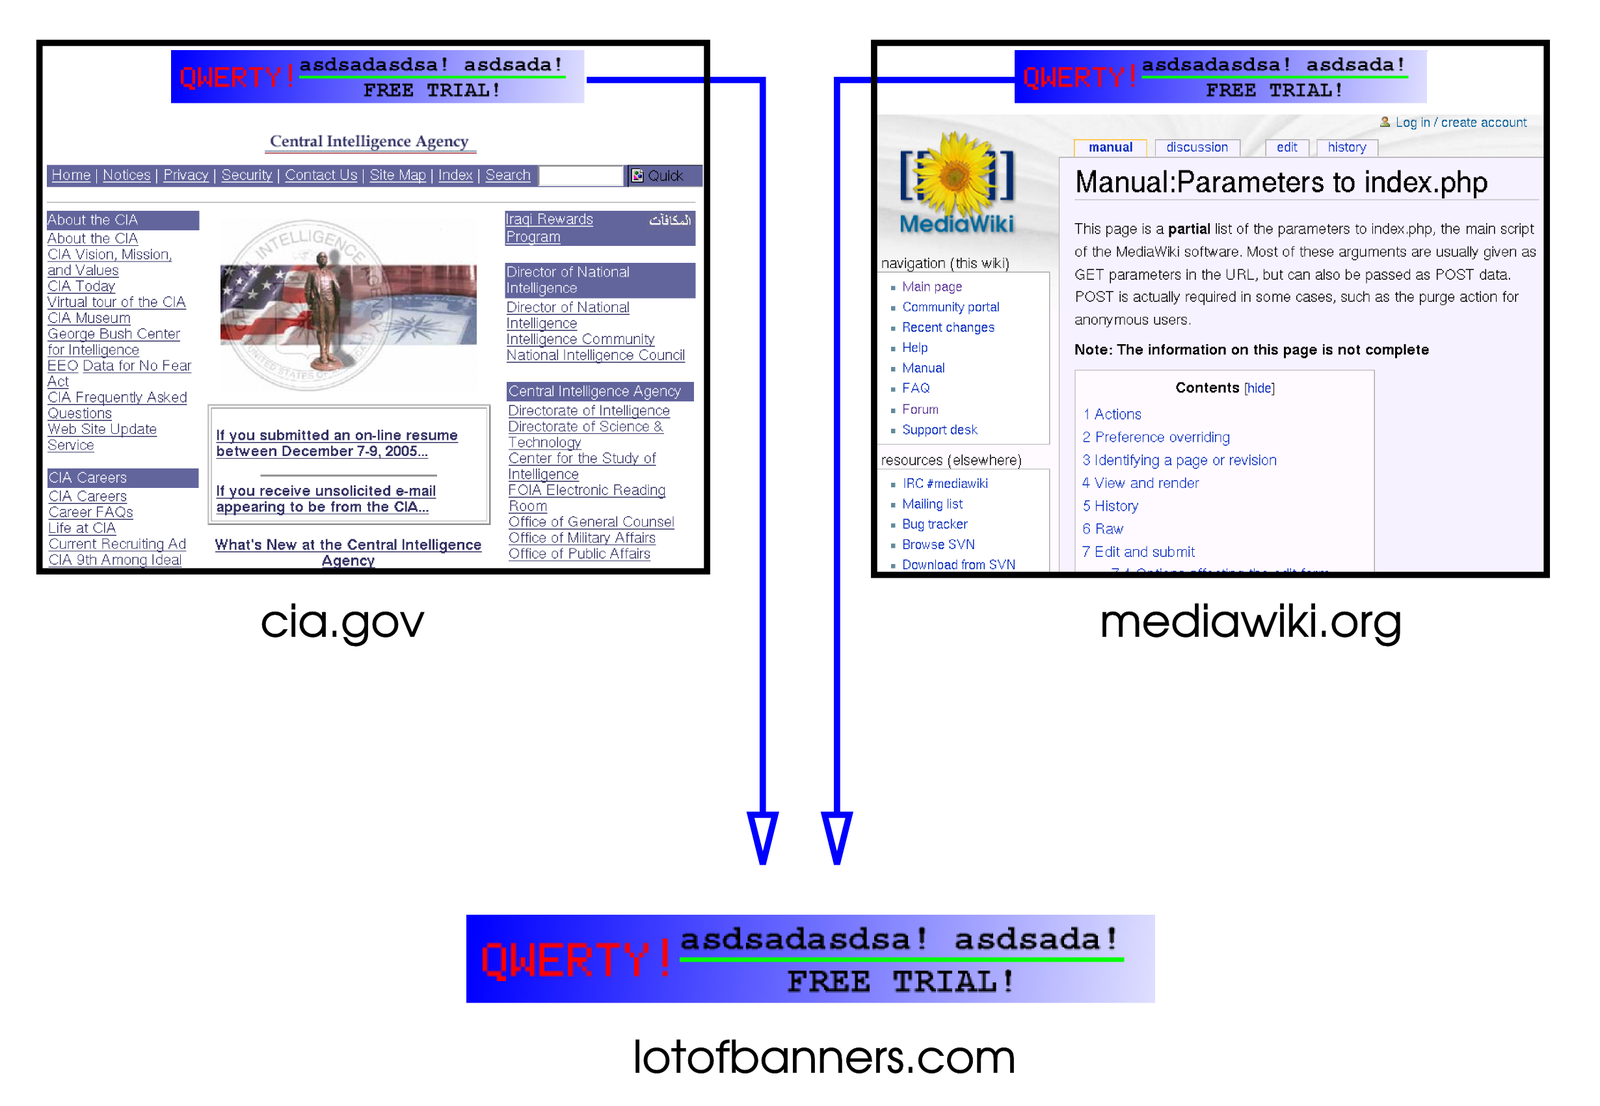 QWERTY!
asdsadasdsa! asdsada!
FREE TRIAL!
Central Intelligence Agency
Home | Notices | Privacy | Security | Contact Us | Site Map | Index | Search
Quick
About the CIA
About the CIA
CIA Vision, Mission,
and Values
CIA Today
Virtual tour of the CIA
CIA Museum
George Bush Center
for Intelligence
EEO Data for No Fear
Act
CIA Frequently Asked
Questions
Web Site Update
Service
CIA Careers
CIA Careers
Career FAQs
Life at CIA
Current Recruiting Ad
CIA 9th Among Ideal
If you submitted an on-line resume
between December 7-9, 2005...
If you receive unsolicited e-mail
appearing to be from the CIA...
What's New at the Central Intelligence
Agency
Iraqi Rewards المكافآت
Program
Director of National
Intelligence
Director of National
Intelligence
Intelligence Community
National Intelligence Council
Central Intelligence Agency
Directorate of Intelligence
Directorate of Science &
Technology
Center for the Study of
Intelligence
FOIA Electronic Reading
Room
Office of General Counsel
Office of Military Affairs
Office of Public Affairs
cia.gov
QWERTY!
asdsadasdsa! asdsada!
FREE TRIAL!
Log in / create account
MediaWiki
manual discussion edit history
Manual:Parameters to index.php
This page is a partial list of the parameters to index.php, the main script
of the MediaWiki software. Most of these arguments are usually given as
GET parameters in the URL, but can also be passed as POST data.
POST is actually required in some cases, such as the purge action for
anonymous users.
Note: The information on this page is not complete
Contents [hide]
1 Actions
2 Preference overriding
3 Identifying a page or revision
4 View and render
5 History
6 Raw
7 Edit and submit
7.1 Options affecting the edit form
navigation (this wiki)
Main page
Community portal
Recent changes
Help
Manual
FAQ
Forum
Support desk
resources (elsewhere)
IRC #mediawiki
Mailing list
Bug tracker
Browse SVN
Download from SVN
mediawiki.org
QWERTY!
asdsadasdsa! asdsada!
FREE TRIAL!
lotofbanners.com